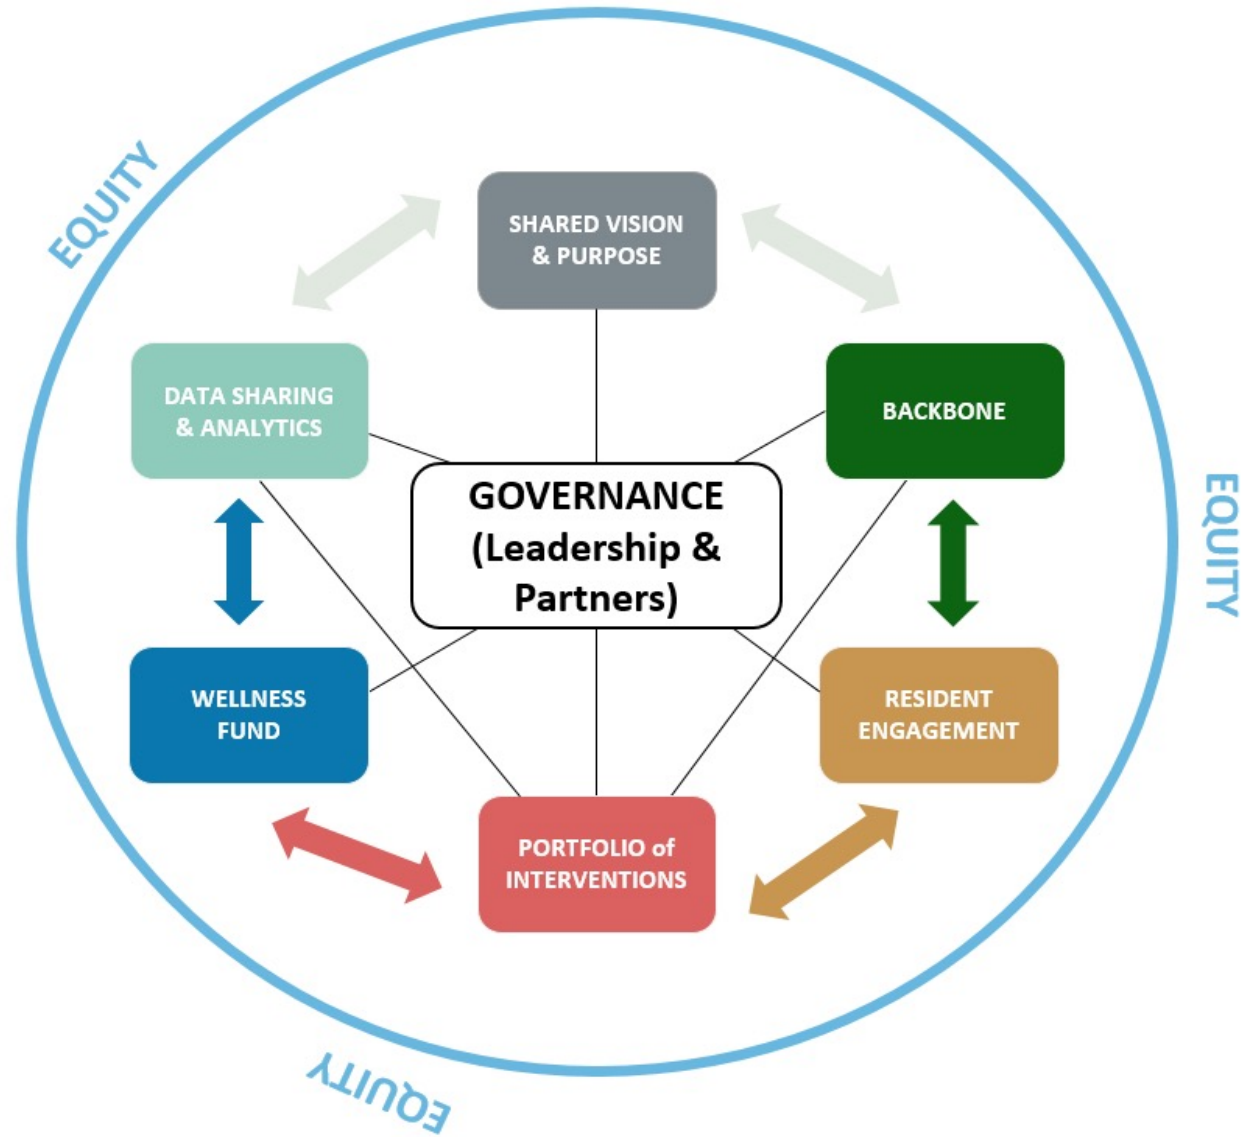 EQUITY
SHARED VISION
& PURPOSE
DATA SHARING
& ANALYTICS
BACKBONE
GOVERNANCE
(Leadership &
Partners)
EQUITY
WELLNESS
FUND
RESIDENT
ENGAGEMENT
PORTFOLIO of
INTERVENTIONS
EQUITY